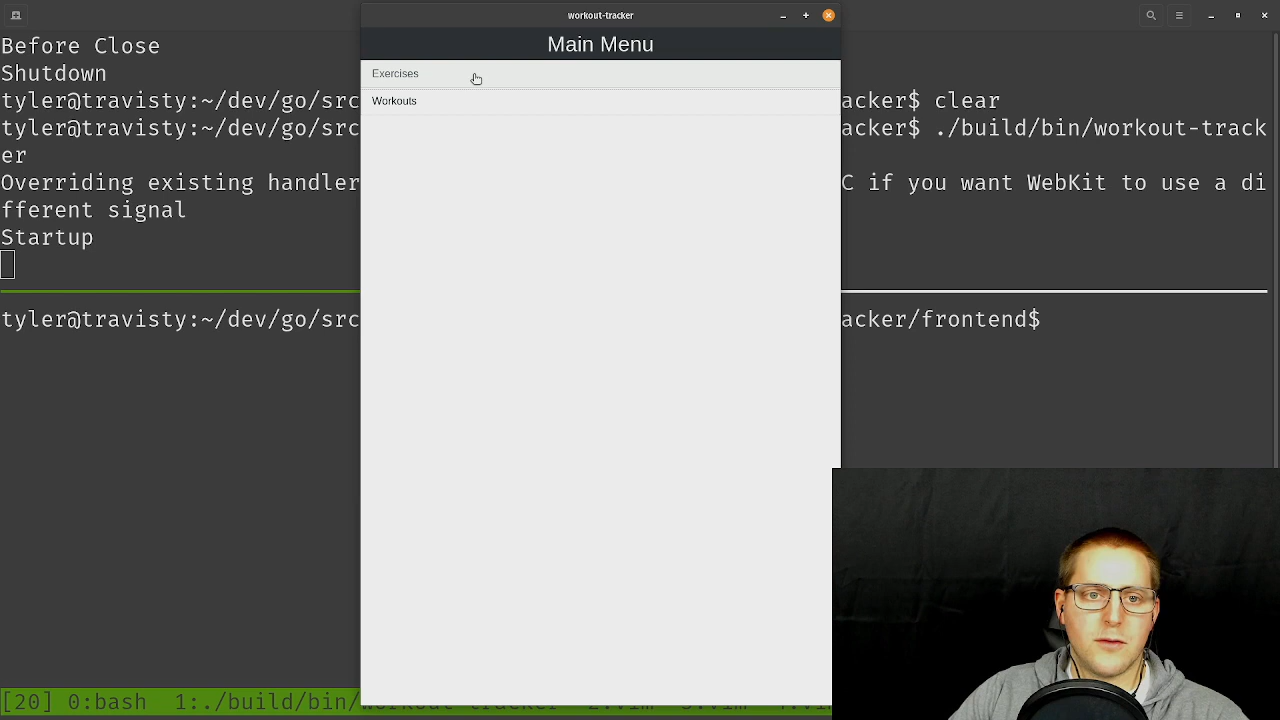 workout-tracker
Main Menu
Exercises
Workouts
Before Close
Shutdown
tyler@travisty:~/dev/go/src acker$ clear
tyler@travisty:~/dev/go/src acker$ ./build/bin/workout-track
er
Overriding existing handler C if you want WebKit to use a di
fferent signal
Startup
tyler@travisty:~/dev/go/src acker/frontend$
[20] 0:bash 1:./build/bin/workout-tracker